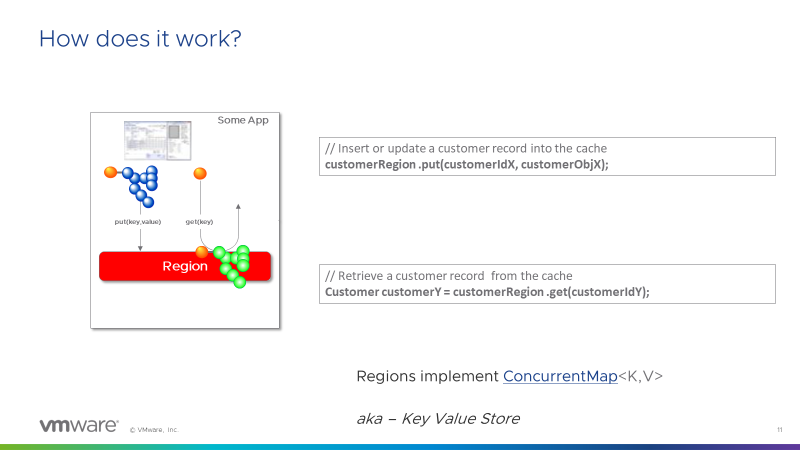 How does it work?
Some App
put(key,value)
get(key)
Region
// Insert or update a customer record into the cache
customerRegion .put(customerIdX, customerObjX);
// Retrieve a customer record  from the cache
Customer customerY = customerRegion .get(customerIdY);
Regions implement ConcurrentMap<K,V>
aka – Key Value Store
vmware®
© VMware, Inc.
11